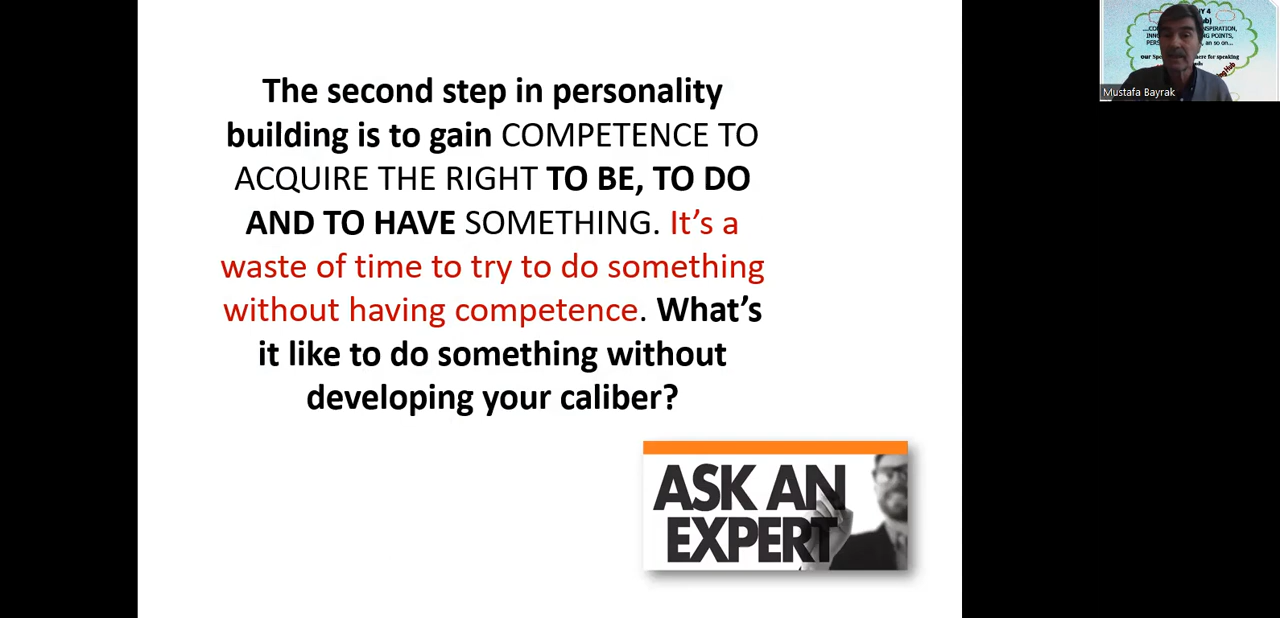 The second step in personality
building is to gain COMPETENCE TO
ACQUIRE THE RIGHT TO BE, TO DO
AND TO HAVE SOMETHING. It's a
waste of time to try to do something
without having competence. What's
it like to do something without
developing your caliber?
ASK AN
EXPERT
Mustafa Bayrak